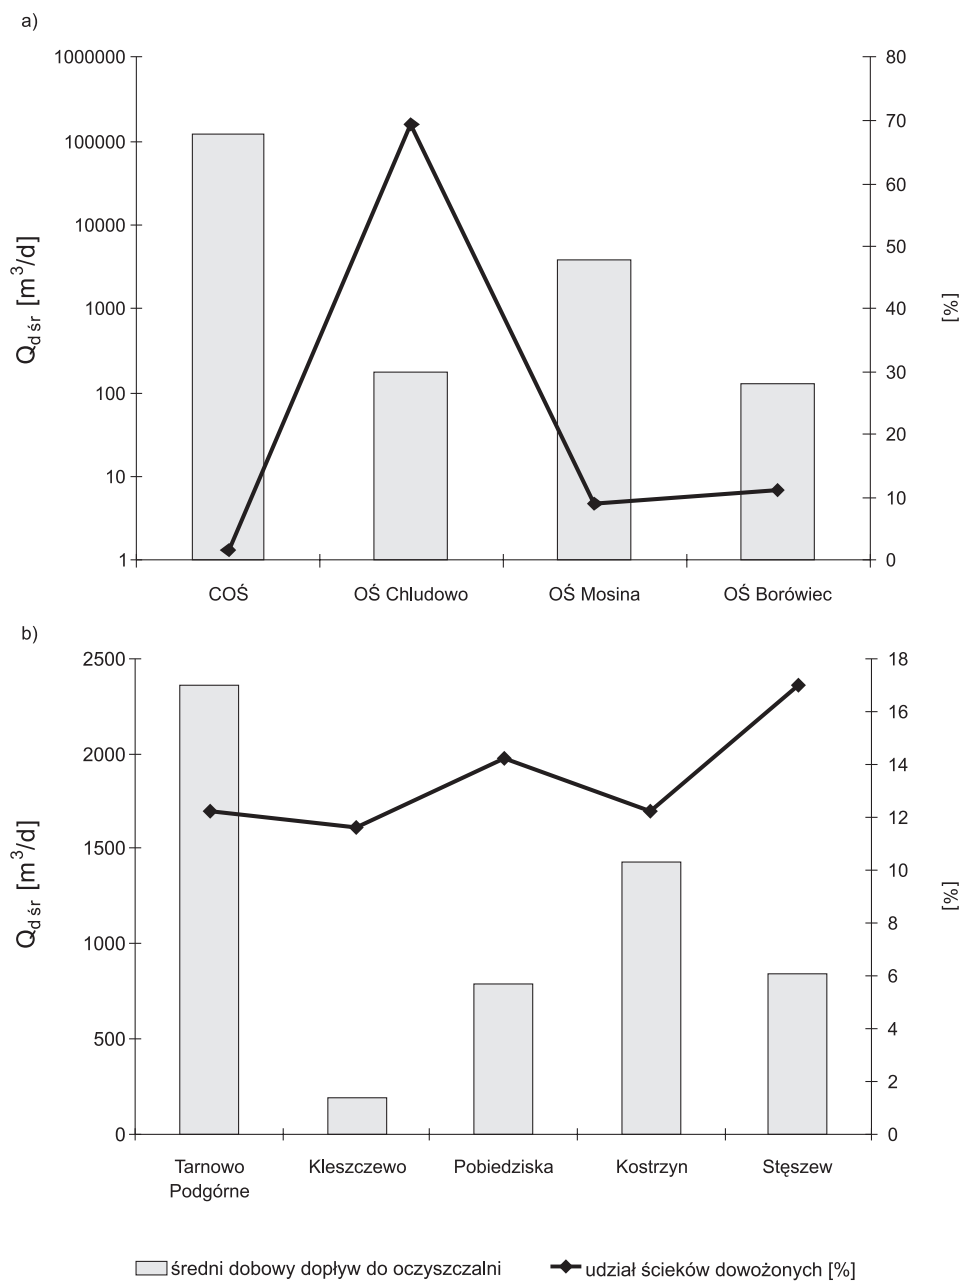 a)
1000000
100000
10000
1000
100
10
1
Q d śr [m³/d]
80
70
60
50
40
30
20
10
0
[%]
COŚ
OŚ Chludowo
OŚ Mosina
OŚ Borówiec
b)
2500
2000
1500
1000
500
0
Q d śr [m³/d]
18
16
14
12
10
8
6
4
2
0
[%]
Tarnowo
Podgórne
Kleszczewo
Pobiedziska
Kostrzyn
Stęszew
średni dobowy dopływ do oczyszczalni
udział ścieków dowożonych [%]